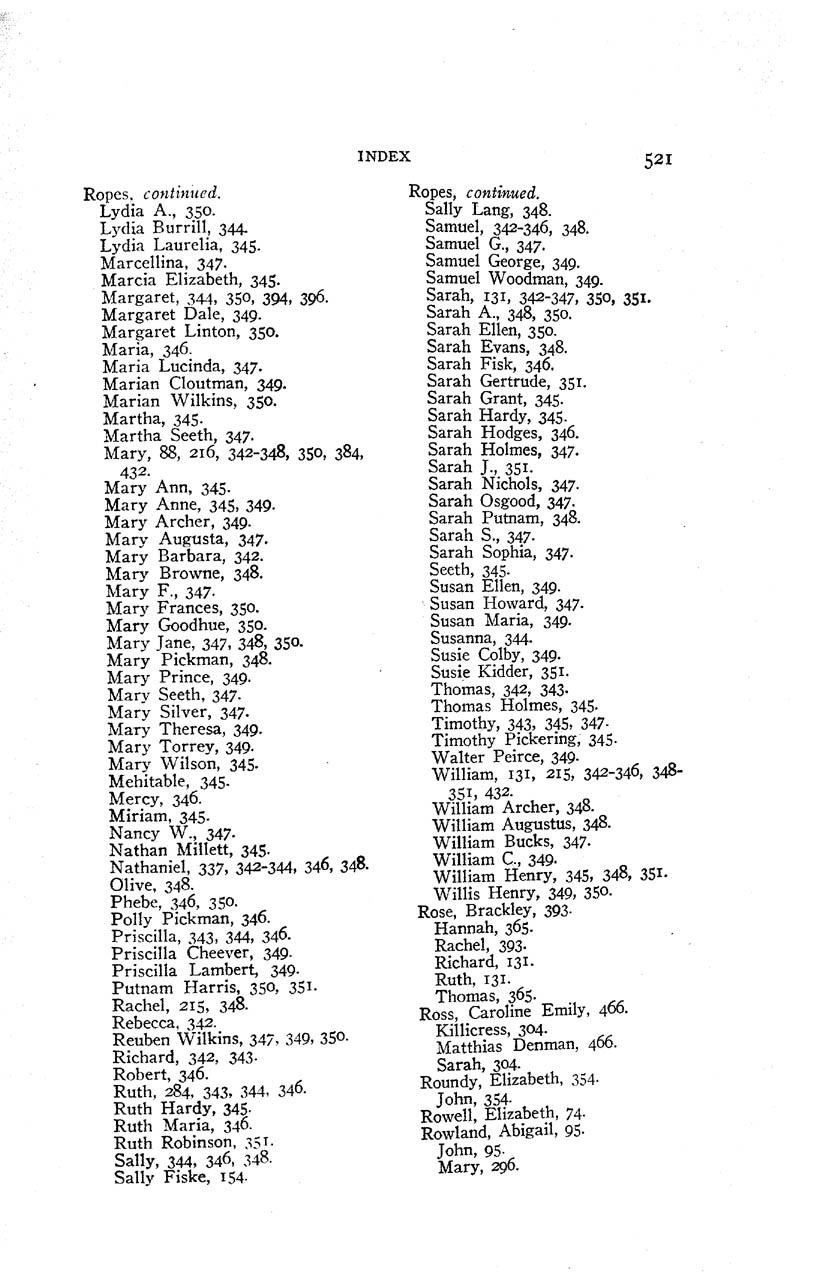 INDEX
521
Ropes, continued.
Lydia A., 350.
Lydia Burrill, 344.
Lydia Laurelia, 345.
Marcellina, 347.
Marcia Elizabeth, 345.
Margaret, 344, 350, 394, 396.
Margaret Dale, 349.
Margaret Linton, 350.
Maria, 346.
Maria Lucinda, 347.
Marian Cloutman, 349.
Marian Wilkins, 350.
Martha, 345.
Martha Seeth, 347.
Mary, 88, 216, 342-348, 350, 384,
432.
Mary Ann, 345.
Mary Anne, 345, 349.
Mary Archer, 349.
Mary Augusta, 347.
Mary Barbara, 342.
Mary Browne, 348.
Mary F., 347.
Mary Frances, 350.
Mary Goodhue, 350.
Mary Jane, 347, 348, 350.
Mary Pickman, 348.
Mary Prince, 349.
Mary Seeth, 347.
Mary Silver, 347.
Mary Theresa, 349.
Mary Torrey, 349.
Mary Wilson, 345.
Mehitable, 345.
Mercy, 346.
Miriam, 345.
Nancy W., 347.
Nathan Millett, 345.
Nathaniel, 337, 342-344, 346, 348.
Olive, 348.
Phebe, 346, 350.
Polly Pickman, 346.
Priscilla, 343, 344, 346.
Priscilla Cheever, 349.
Priscilla Lambert, 349.
Putnam Harris, 350, 351.
Rachel, 215, 348.
Rebecca, 342.
Reuben Wilkins, 347, 349, 350.
Richard, 342, 343.
Robert, 346.
Ruth, 284, 343, 344, 346.
Ruth Hardy, 345.
Ruth Maria, 346.
Ruth Robinson, 351.
Sally, 344, 346, 348.
Sally Fiske, 154.
Ropes, continued.
Sally Lang, 348.
Samuel, 342-346, 348.
Samuel G., 347.
Samuel George, 349.
Samuel Woodman, 349.
Sarah, 131, 342-347, 350, 351.
Sarah A., 348, 350.
Sarah Ellen, 350.
Sarah Evans, 348.
Sarah Fisk, 346.
Sarah Gertrude, 351.
Sarah Grant, 345.
Sarah Hardy, 345.
Sarah Hodges, 346.
Sarah Holmes, 347.
Sarah J., 351.
Sarah Nichols, 347.
Sarah Osgood, 347.
Sarah Putnam, 348.
Sarah S., 347.
Sarah Sophia, 347.
Seeth, 345.
Susan Ellen, 349.
Susan Howard, 347.
Susan Maria, 349.
Susanna, 344.
Susie Colby, 349.
Susie Kidder, 351.
Thomas, 342, 343.
Thomas Holmes, 345.
Timothy, 343, 345, 347.
Timothy Pickering, 345.
Walter Peirce, 349.
William, 131, 215, 342-346, 348-
351, 432.
William Archer, 348.
William Augustus, 348.
William Bucks, 347.
William C., 349.
William Henry, 345, 348, 351.
Willis Henry, 349, 350.
Rose, Brackley, 393.
Hannah, 365.
Rachel, 393.
Richard, 131.
Ruth, 131.
Thomas, 365.
Ross, Caroline Emily, 466.
Killicress, 304.
Matthias Denman, 466.
Sarah, 304.
Roundy, Elizabeth, 354.
John, 354.
Rowell, Elizabeth, 74.
Rowland, Abigail, 95.
John, 95.
Mary, 296.